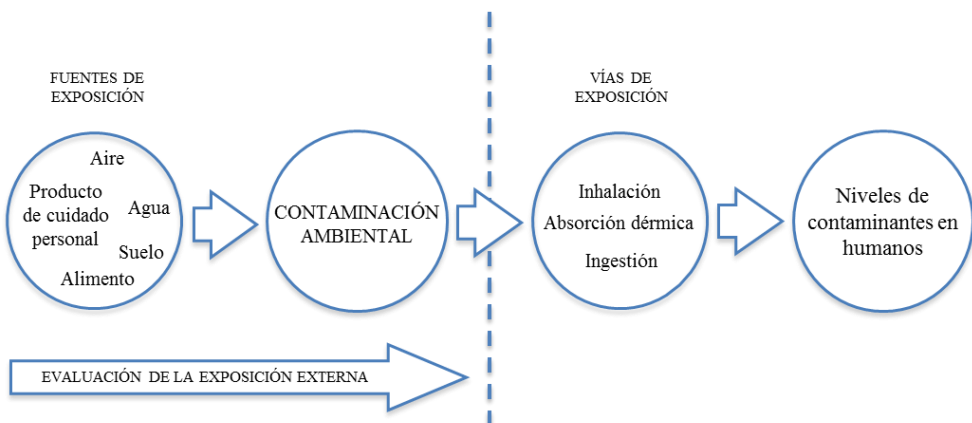 FUENTES DE
EXPOSICIÓN
Aire
Producto
de cuidado
personal
Agua
Suelo
Alimento
CONTAMINACIÓN
AMBIENTAL
VÍAS DE
EXPOSICIÓN
Inhalación
Absorción dérmica
Ingestión
Niveles de
contaminantes en
humanos
EVALUACIÓN DE LA EXPOSICIÓN EXTERNA